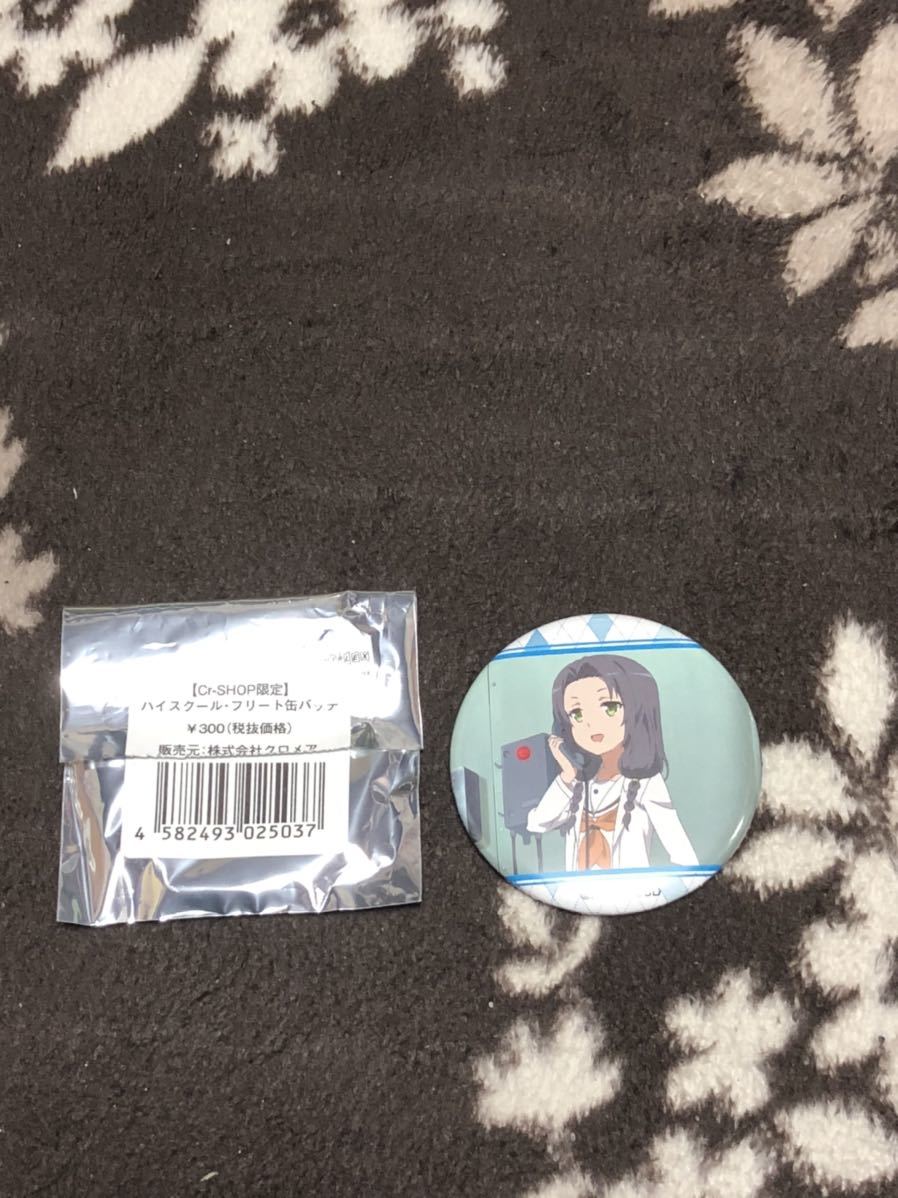 【Cr-SHOP限定】
ハイスクール・フリート缶バッチ
￥300(税抜価格)
販売元:株式会社クロメア
4 582493 025037